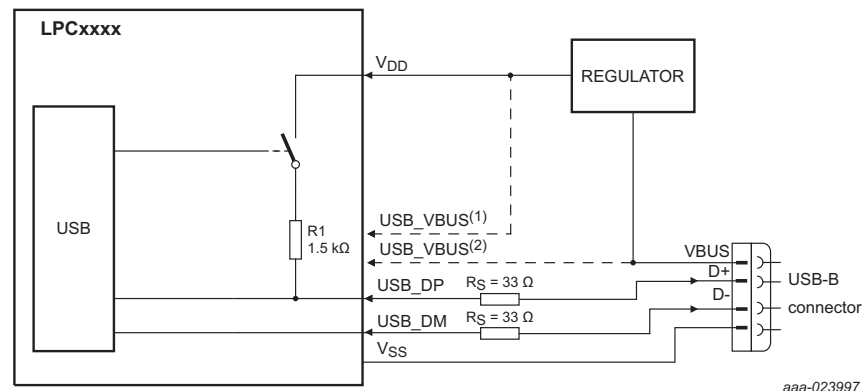 LPCxxxx
VDD
REGULATOR
USB
R1
1.5 kΩ
USB_VBUS(1)
USB_VBUS(2)
VBUS
D+
USB-B
connector
USB_DP
RS = 33 Ω
D-
USB_DM
RS = 33 Ω
VSS
aaa-023997